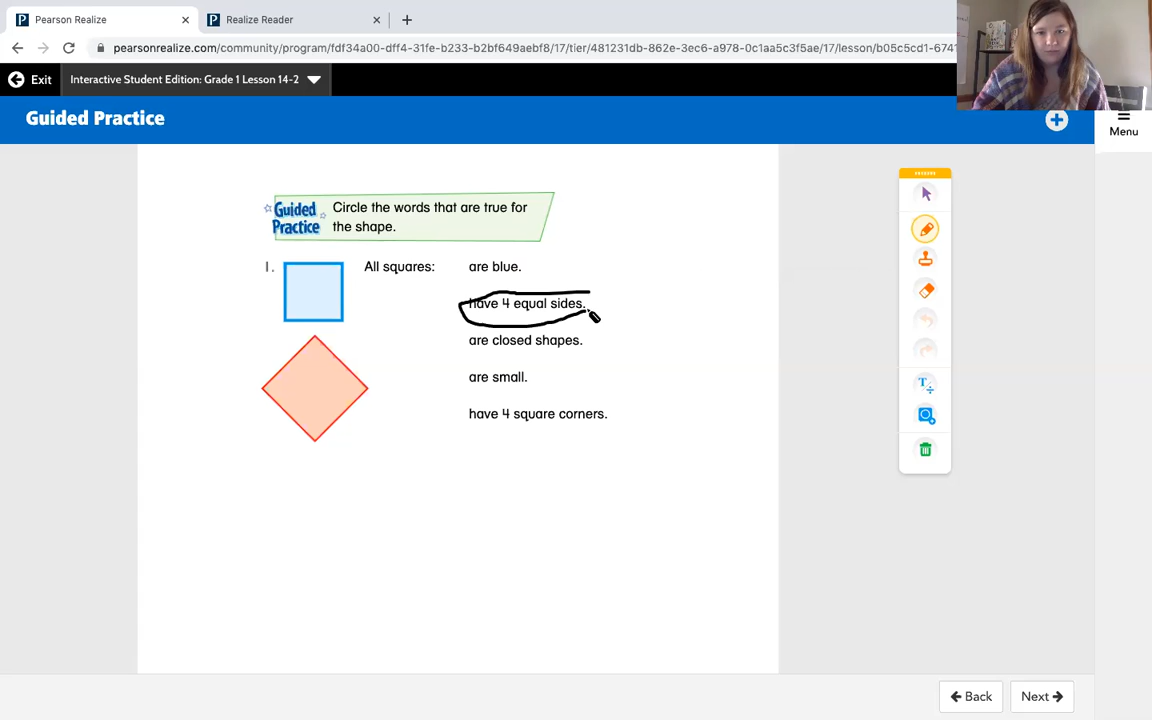 Pearson Realize
Realize Reader
pearsonrealize.com/community/program/fdf34a00-dff4-31fe-b233-b2bf649aebf8/17/tier/481231db-862e-3ec6-a978-0c1aa5c3f5ae/17/lesson/b05c5cd1-6741
Exit
Interactive Student Edition: Grade 1 Lesson 14-2
Guided Practice
Menu
Guided Practice
Circle the words that are true for
the shape.
1. All squares: are blue.
have 4 equal sides.
are closed shapes.
are small.
have 4 square corners.
Back
Next